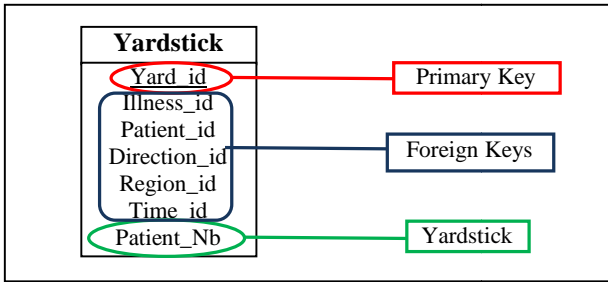 Yardstick
Yard_id
Primary Key
Illness_id
Patient_id
Direction_id
Foreign Keys
Region_id
Time_id
Patient_Nb
Yardstick